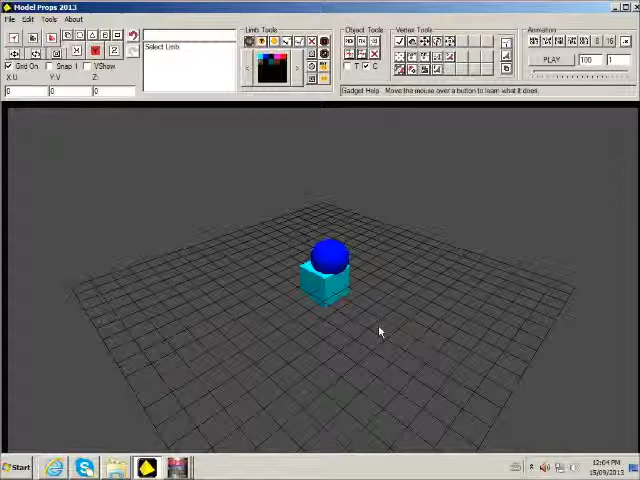 Model Props 2013
File Edit Tools About
Grid On Snap VShow
X:U Y:V Z:
0 0 0
Select Limb
Limb Tools
Object Tools
T C
Vertex Tools
Animation
PLAY 100 1
Gadget Help Move the mouse over a button to learn what it does.
Start
12:04 PM
15/09/2013